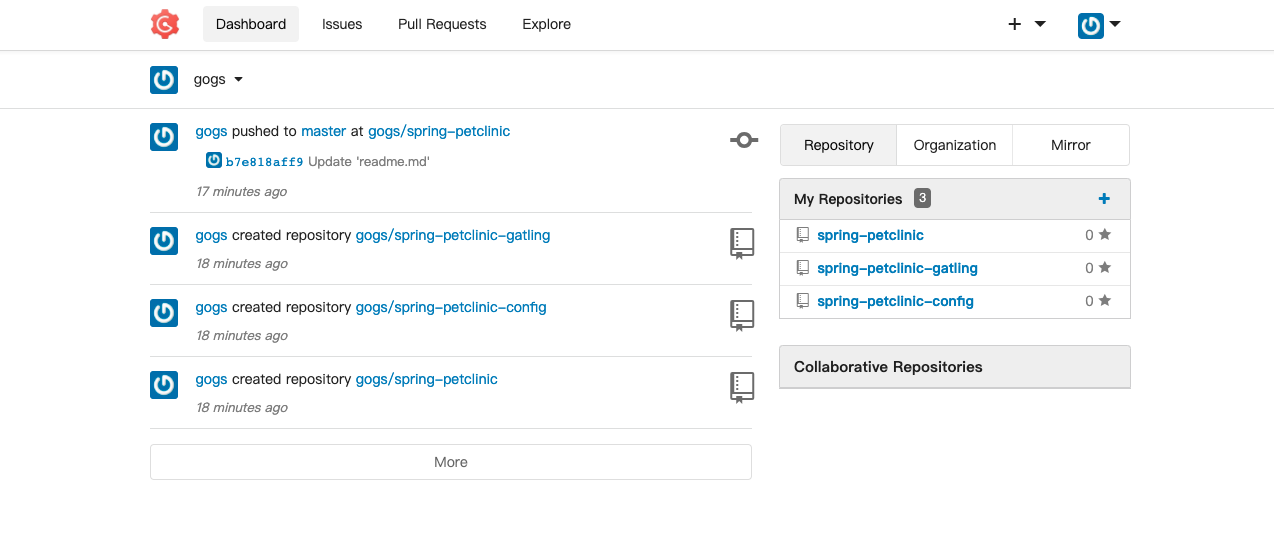 Dashboard Issues Pull Requests Explore
gogs
gogs pushed to master at gogs/spring-petclinic
b7e818aff9 Update 'readme.md'
17 minutes ago
gogs created repository gogs/spring-petclinic-gatling
18 minutes ago
gogs created repository gogs/spring-petclinic-config
18 minutes ago
gogs created repository gogs/spring-petclinic
18 minutes ago
More
Repository Organization Mirror
My Repositories 3
spring-petclinic 0
spring-petclinic-gatling 0
spring-petclinic-config 0
Collaborative Repositories